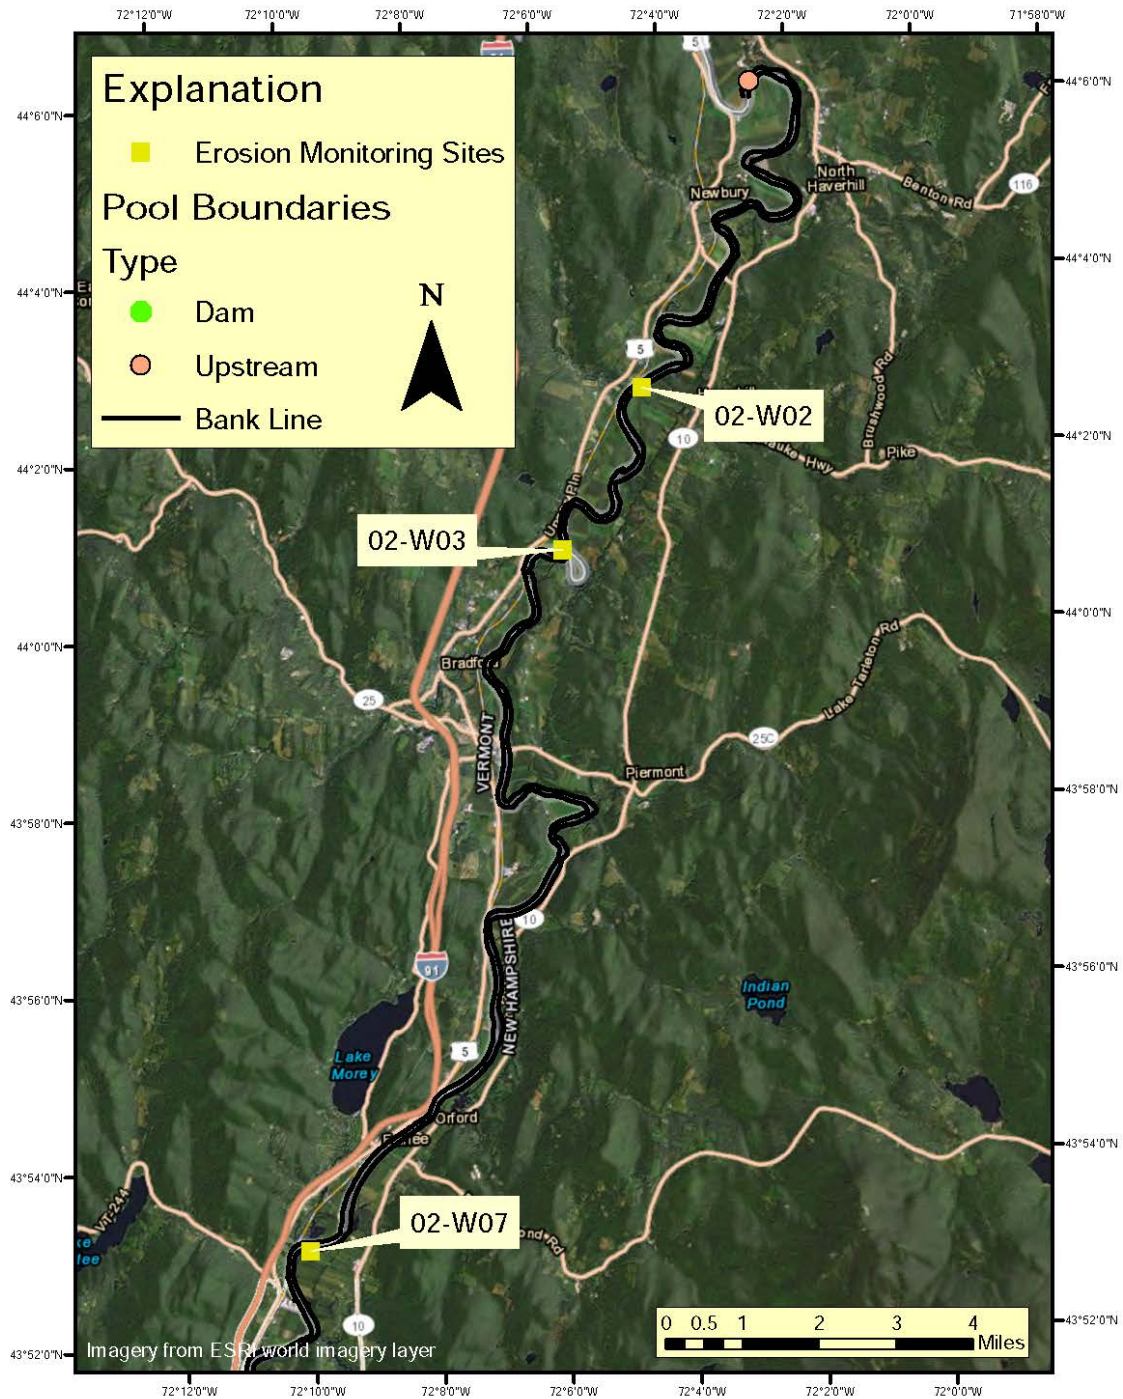 72°12'0"W 72°10'0"W 72°8'0"W 72°6'0"W 72°4'0"W 72°2'0"W 72°0'0"W 71°58'0"W
Explanation
Erosion Monitoring Sites
Pool Boundaries
Type
Dam
Upstream
Bank Line
N
5
44°6'0"N
44°6'0"N
North
Haverhill
Benton Rd
116
Newbury
44°4'0"N
44°4'0"N
5
02-W02
10
Hwy
Brushwood Rd
Pike
44°2'0"N
44°2'0"N
02-W03
44°0'0"N
44°0'0"N
Bradford
25
Lake Tarleton Rd
25C
VERMONT
Piermont
43°58'0"N
43°58'0"N
10
NEW HAMPSHIRE
91
43°56'0"N
43°56'0"N
Indian
Pond
Lake
Morey
5
Orford
43°54'0"N
43°54'0"N
VT-244
02-W07
Rd
10
43°52'0"N
43°52'0"N
0 0.5 1 2 3 4
Miles
Imagery from ESRI world imagery layer
72°12'0"W 72°10'0"W 72°8'0"W 72°6'0"W 72°4'0"W 72°2'0"W 72°0'0"W